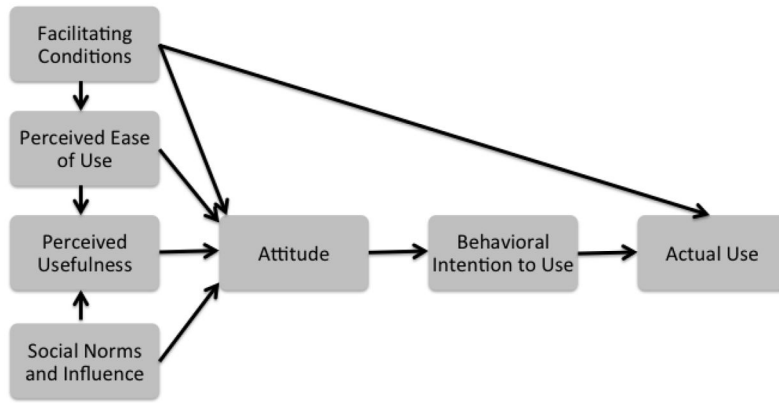 Facilitating
Conditions
Perceived Ease
of Use
Perceived
Usefulness
Attitude
Behavioral
Intention to Use
Actual Use
Social Norms
and Influence